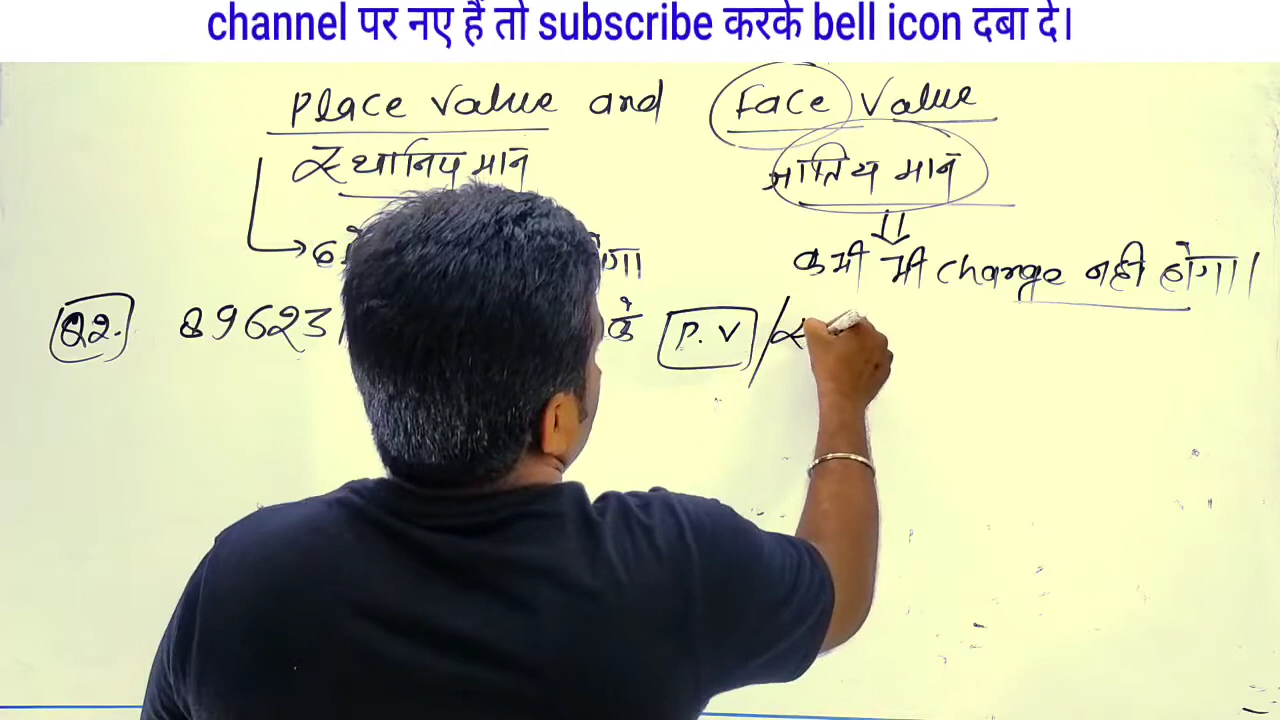 channel पर नए हैं तो subscribe करके bell icon दबा दे।
Place Value and Face Value
स्थानिय मान जातिय मान
कभी भी change नही होगा।
Q2. 89623 के P.V /